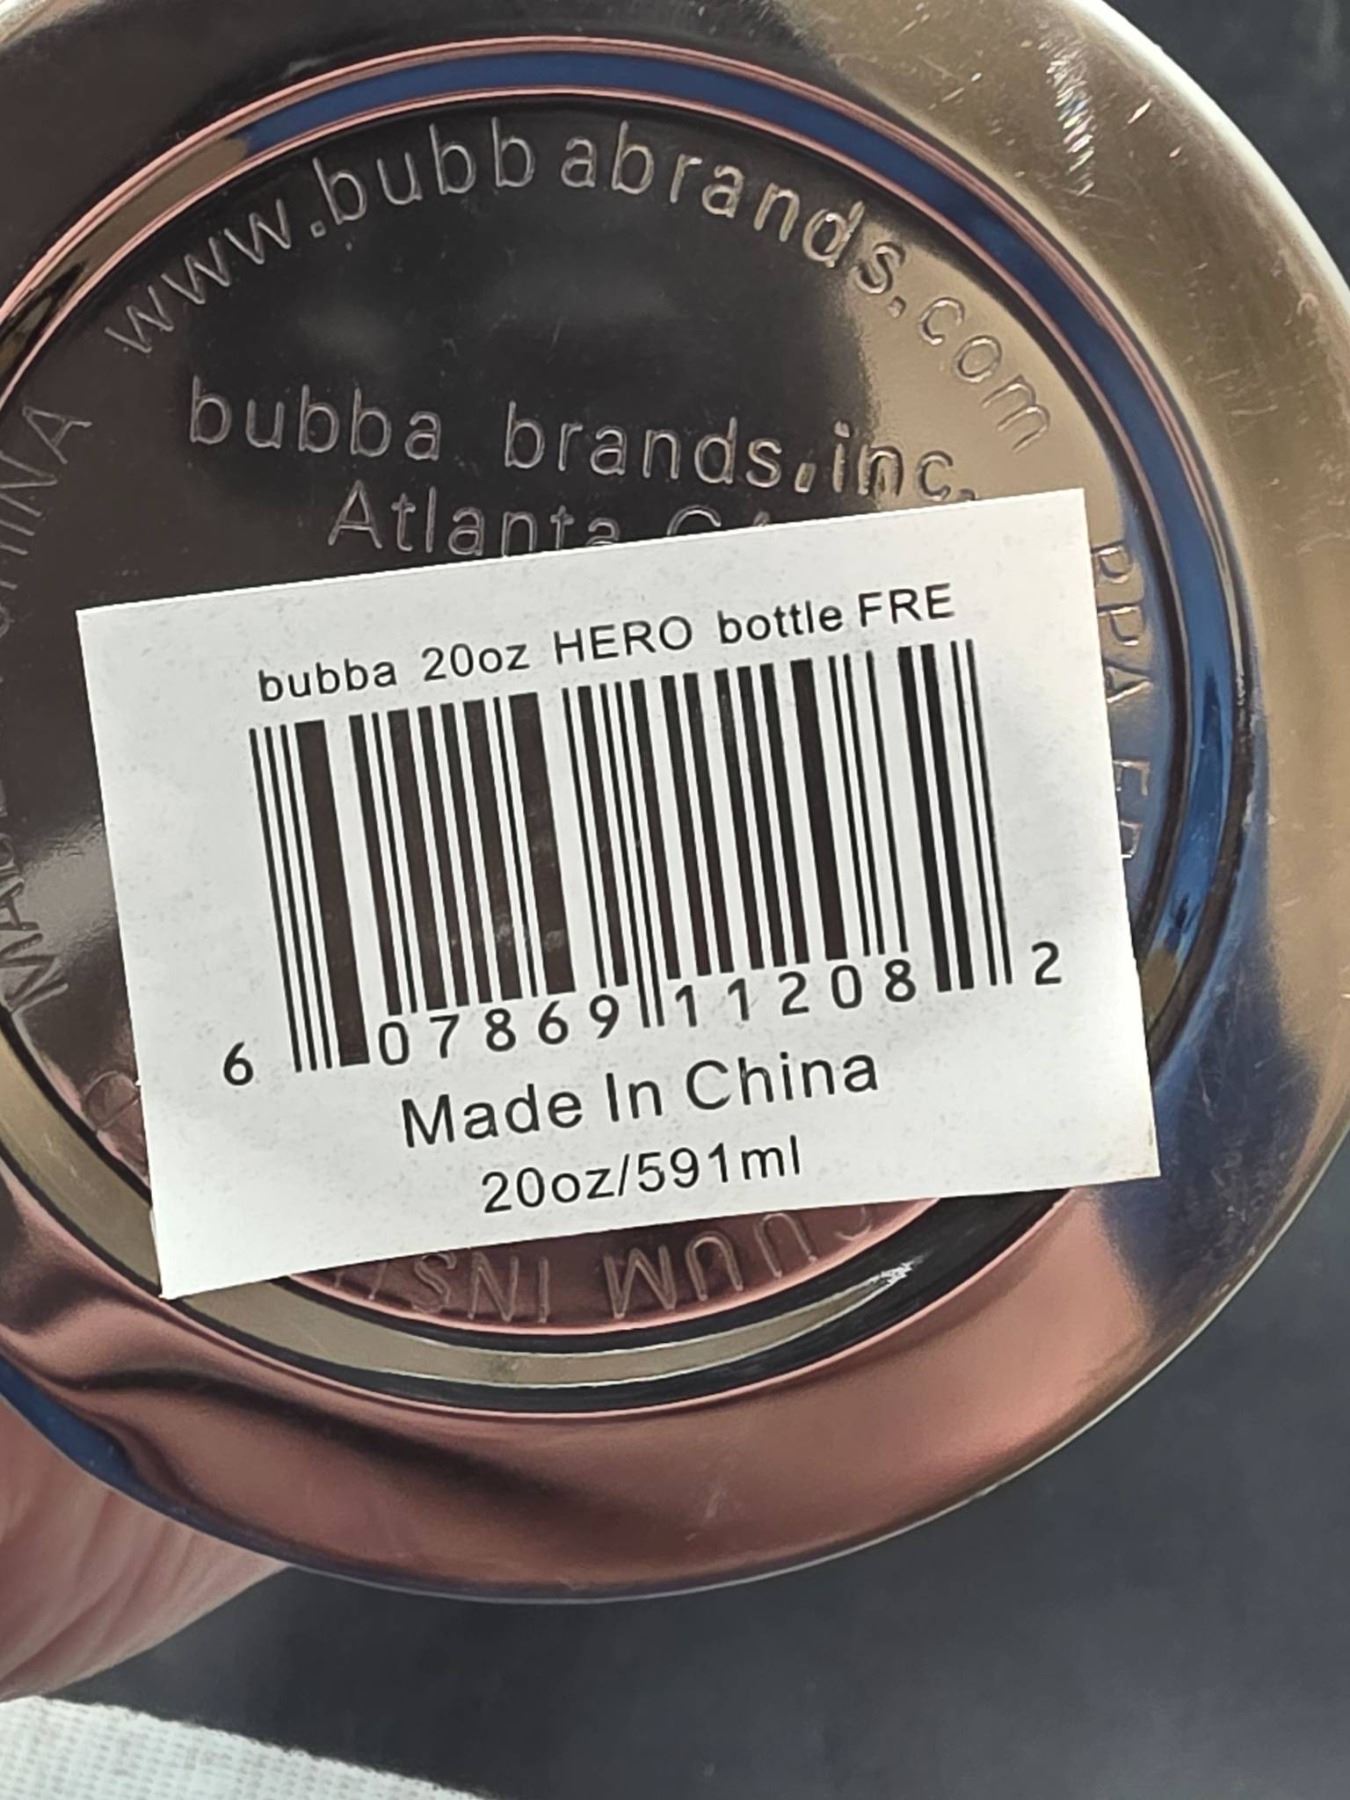 www.bubbabrands.com
bubba brands, inc.
Atlanta
bubba 20oz HERO bottle FRE
6 07869 11208 2
Made In China
20oz/591ml